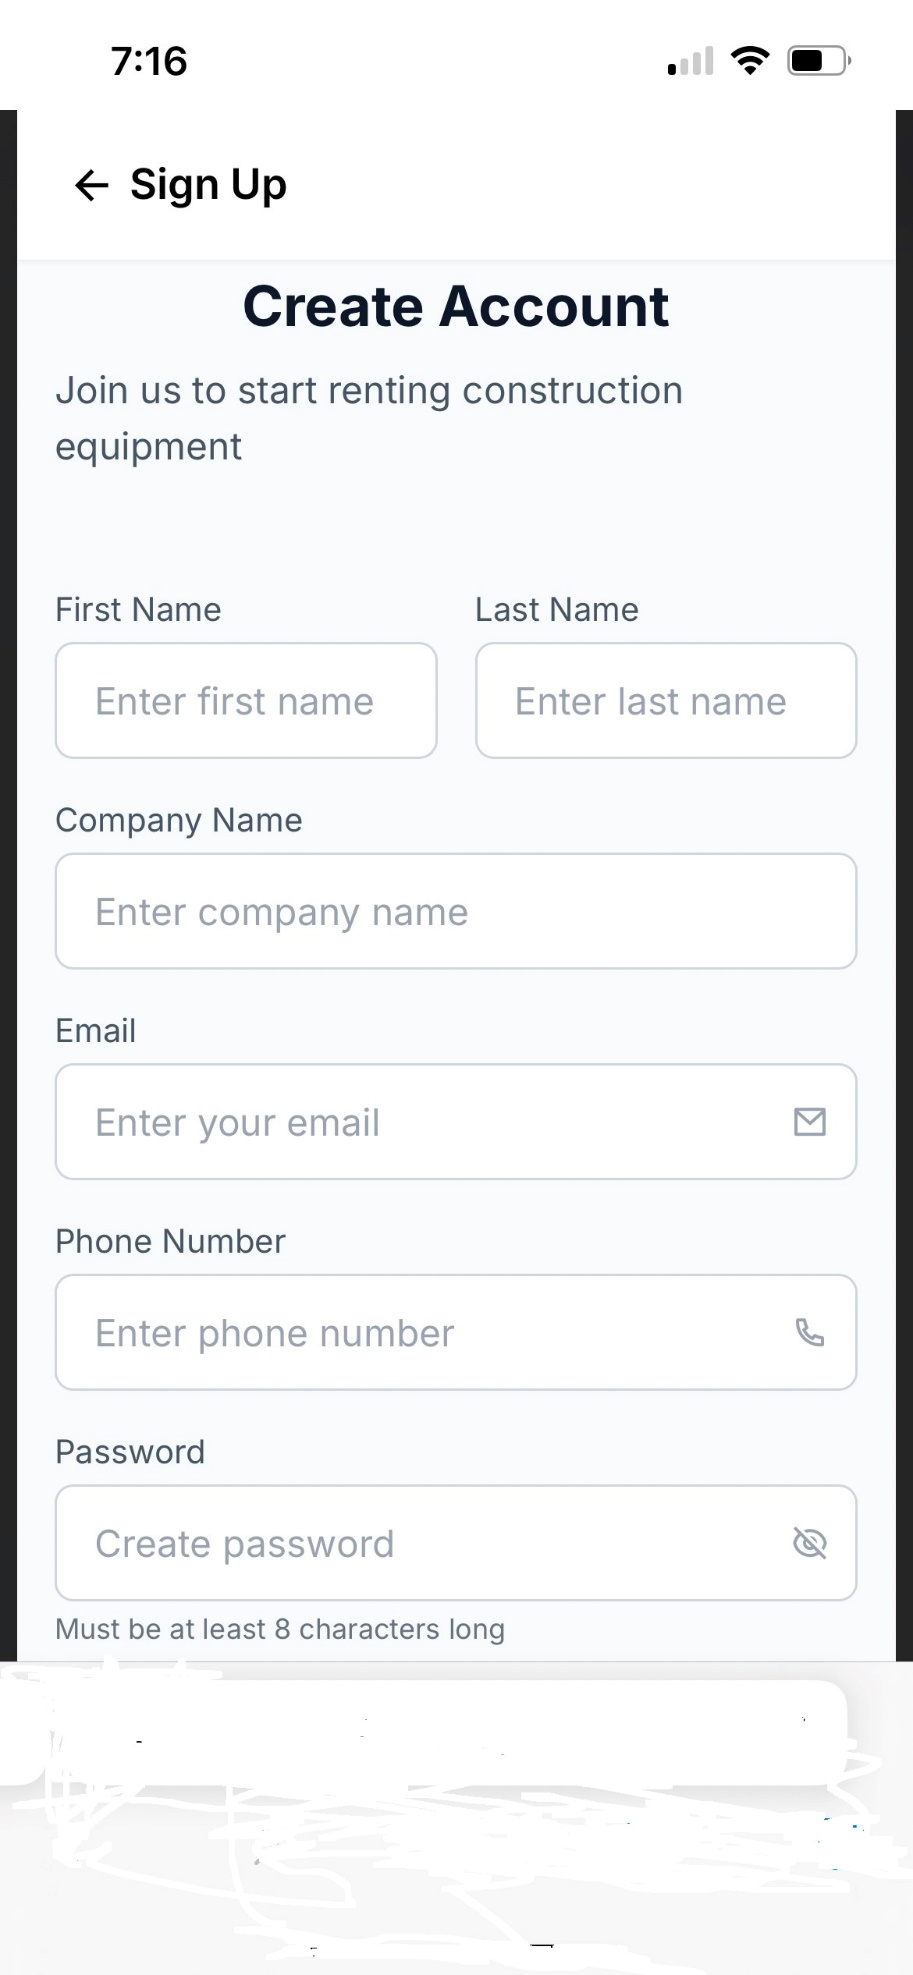 7:16
Sign Up
Create Account
Join us to start renting construction
equipment
First Name
Last Name
Enter first name
Enter last name
Company Name
Enter company name
Email
Enter your email
Phone Number
Enter phone number
Password
Create password
Must be at least 8 characters long